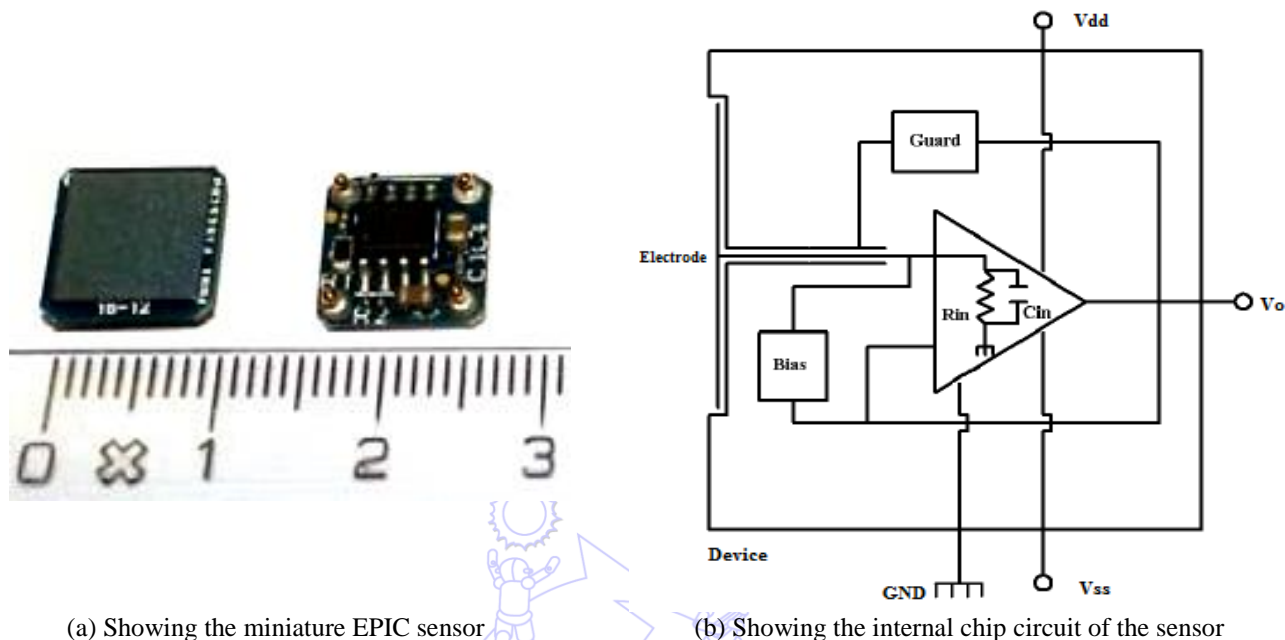 18-12
R2
C1C3
0 1 2 3
(a) Showing the miniature EPIC sensor
Vdd
Guard
Electrode
Rin
Cin
Vo
Bias
Device
GND
Vss
(b) Showing the internal chip circuit of the sensor